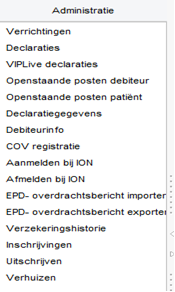 Administratie
Verrichtingen
Declaraties
VIPLive declaraties
Openstaande posten debiteur
Openstaande posten patiënt
Declaratiegegevens
Debiteurinfo
COV registratie
Aanmelden bij ION
Afmelden bij ION
EPD- overdrachtsbericht importer
EPD- overdrachtsbericht exporter
Verzekeringshistorie
Inschrijvingen
Uitschrijven
Verhuizen